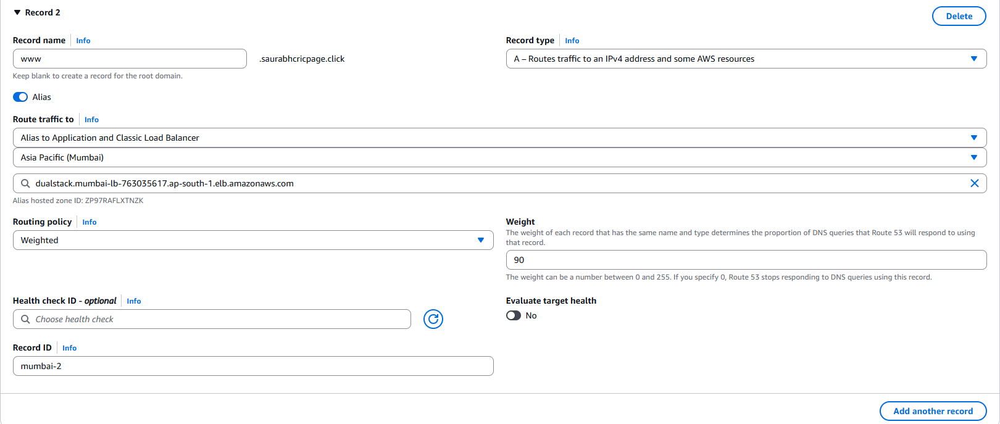 Record 2
Delete
Record name Info
www .saurabhcricpage.click
Keep blank to create a record for the root domain.
Record type Info
A – Routes traffic to an IPv4 address and some AWS resources
Alias
Route traffic to Info
Alias to Application and Classic Load Balancer
Asia Pacific (Mumbai)
dualstack.mumbai-lb-763035617.ap-south-1.elb.amazonaws.com
Alias hosted zone ID: ZP97RAFLXTNZK
Routing policy Info
Weighted
Weight
The weight of each record that has the same name and type determines the proportion of DNS queries that Route 53 will respond to using
that record.
90
The weight can be a number between 0 and 255. If you specify 0, Route 53 stops responding to DNS queries using this record.
Health check ID - optional Info
Choose health check
Evaluate target health
No
Record ID Info
mumbai-2
Add another record